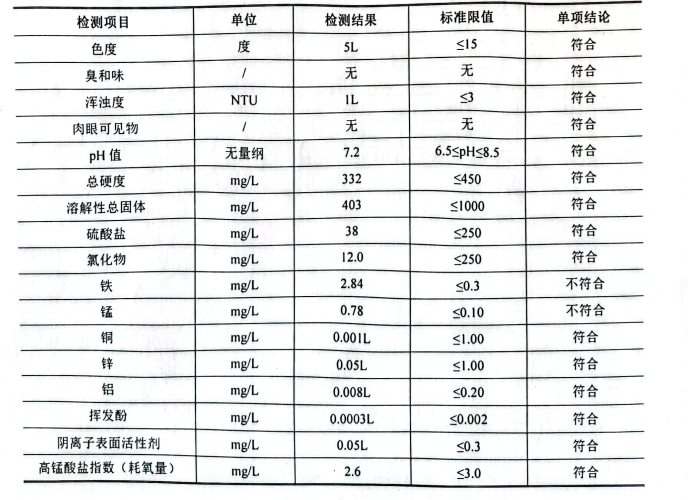 检测项目 单位 检测结果 标准限值 单项结论
色度 度 5L ≤15 符合
臭和味 / 无 无 符合
浑浊度 NTU 1L ≤3 符合
肉眼可见物 / 无 无 符合
pH 值 无量纲 7.2 6.5≤pH≤8.5 符合
总硬度 mg/L 332 ≤450 符合
溶解性总固体 mg/L 403 ≤1000 符合
硫酸盐 mg/L 38 ≤250 符合
氯化物 mg/L 12.0 ≤250 符合
铁 mg/L 2.84 ≤0.3 不符合
锰 mg/L 0.78 ≤0.10 不符合
铜 mg/L 0.001L ≤1.00 符合
锌 mg/L 0.05L ≤1.00 符合
铝 mg/L 0.008L ≤0.20 符合
挥发酚 mg/L 0.0003L ≤0.002 符合
阴离子表面活性剂 mg/L 0.05L ≤0.3 符合
高锰酸盐指数（耗氧量） mg/L 2.6 ≤3.0 符合